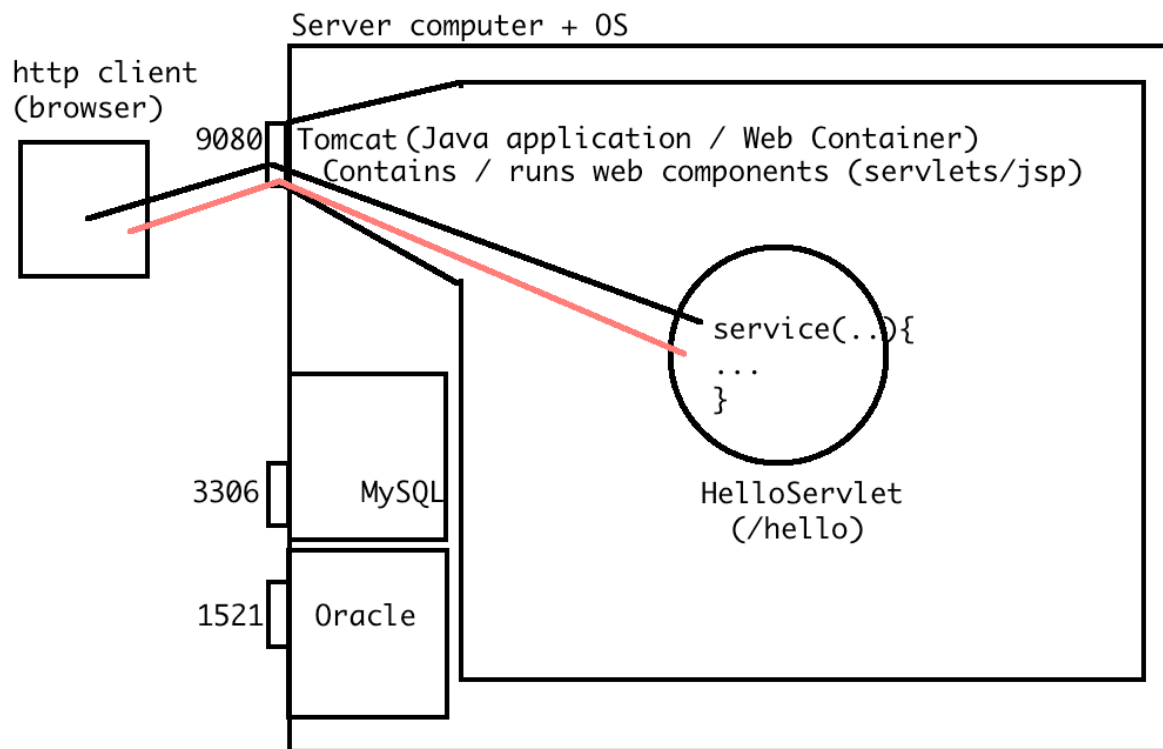 Server computer + OS
http client
(browser)
9080
Tomcat (Java application / Web Container)
Contains / runs web components (servlets/jsp)
service(..){
...
}
3306
MySQL
HelloServlet
(/hello)
1521
Oracle